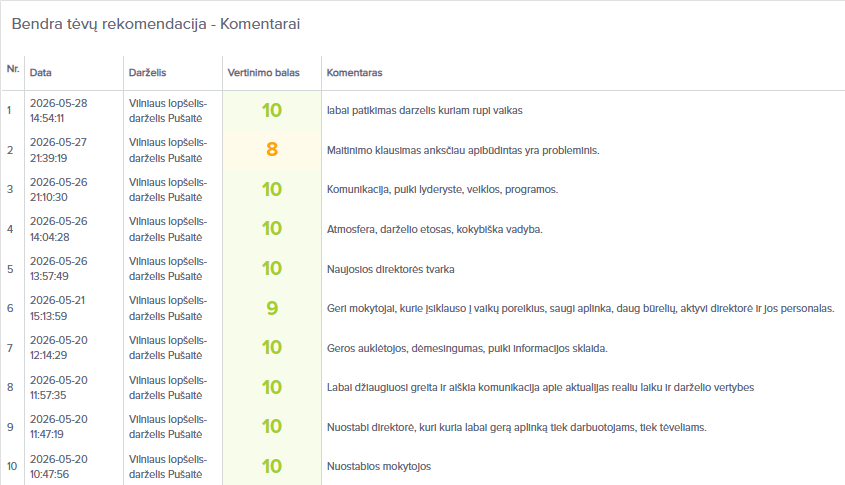 Bendra tėvų rekomendacija - Komentarai
Nr. Data Darželis Vertinimo balas Komentaras
1 2026-05-28 14:54:11 Vilniaus lopšelis-darželis Pušaitė 10 labai patikimas darzelis kuriam rupi vaikas
2 2026-05-27 21:39:19 Vilniaus lopšelis-darželis Pušaitė 8 Maitinimo klausimas anksčiau apibūdintas yra probleminis.
3 2026-05-26 21:10:30 Vilniaus lopšelis-darželis Pušaitė 10 Komunikacija, puiki lyderyste, veiklos, programos.
4 2026-05-26 14:04:28 Vilniaus lopšelis-darželis Pušaitė 10 Atmosfera, darželio etosas, kokybiška vadyba.
5 2026-05-26 13:57:49 Vilniaus lopšelis-darželis Pušaitė 10 Naujosios direktorės tvarka
6 2026-05-21 15:13:59 Vilniaus lopšelis-darželis Pušaitė 9 Geri mokytojai, kurie įsiklauso į vaikų poreikius, saugi aplinka, daug būrelių, aktyvi direktorė ir jos personalas.
7 2026-05-20 12:14:29 Vilniaus lopšelis-darželis Pušaitė 10 Geros auklėtojos, dėmesingumas, puiki informacijos sklaida.
8 2026-05-20 11:57:35 Vilniaus lopšelis-darželis Pušaitė 10 Labai džiaugiuosi greita ir aiškia komunikacija apie aktualijas realiu laiku ir darželio vertybes
9 2026-05-20 11:47:19 Vilniaus lopšelis-darželis Pušaitė 10 Nuostabi direktorė, kuri kuria labai gerą aplinką tiek darbuotojams, tiek tėveliams.
10 2026-05-20 10:47:56 Vilniaus lopšelis-darželis Pušaitė 10 Nuostabios mokytojos